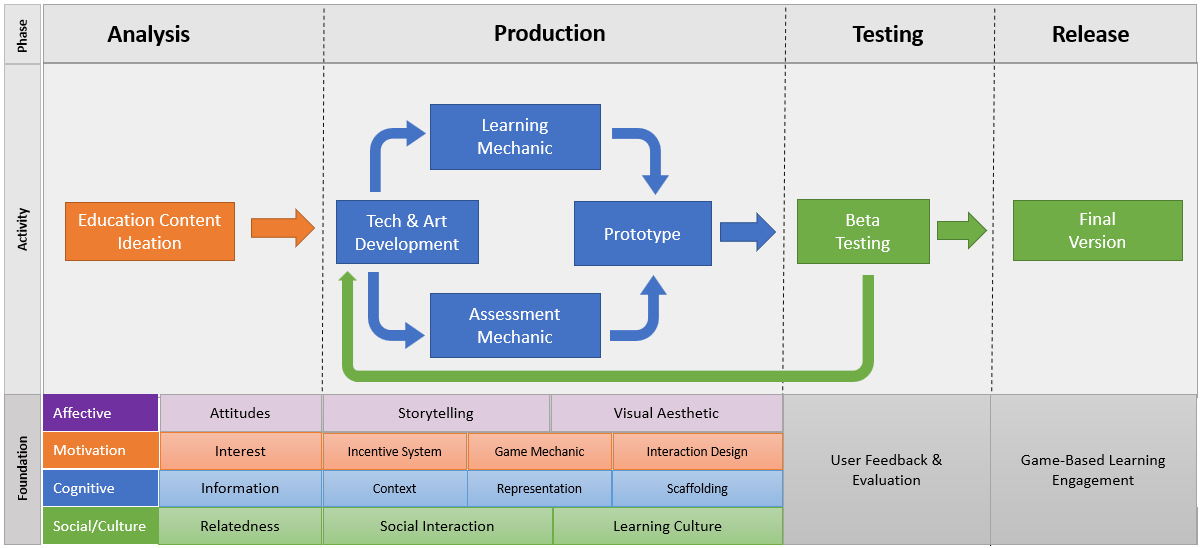 Phase
Analysis
Production
Testing
Release
Activity
Education Content
Ideation
Tech & Art
Development
Learning
Mechanic
Assessment
Mechanic
Prototype
Beta
Testing
Final
Version
Foundation
Affective
Attitudes
Storytelling
Visual Aesthetic
Motivation
Interest
Incentive System
Game Mechanic
Interaction Design
Cognitive
Information
Context
Representation
Scaffolding
Social/Culture
Relatedness
Social Interaction
Learning Culture
User Feedback &
Evaluation
Game-Based Learning
Engagement